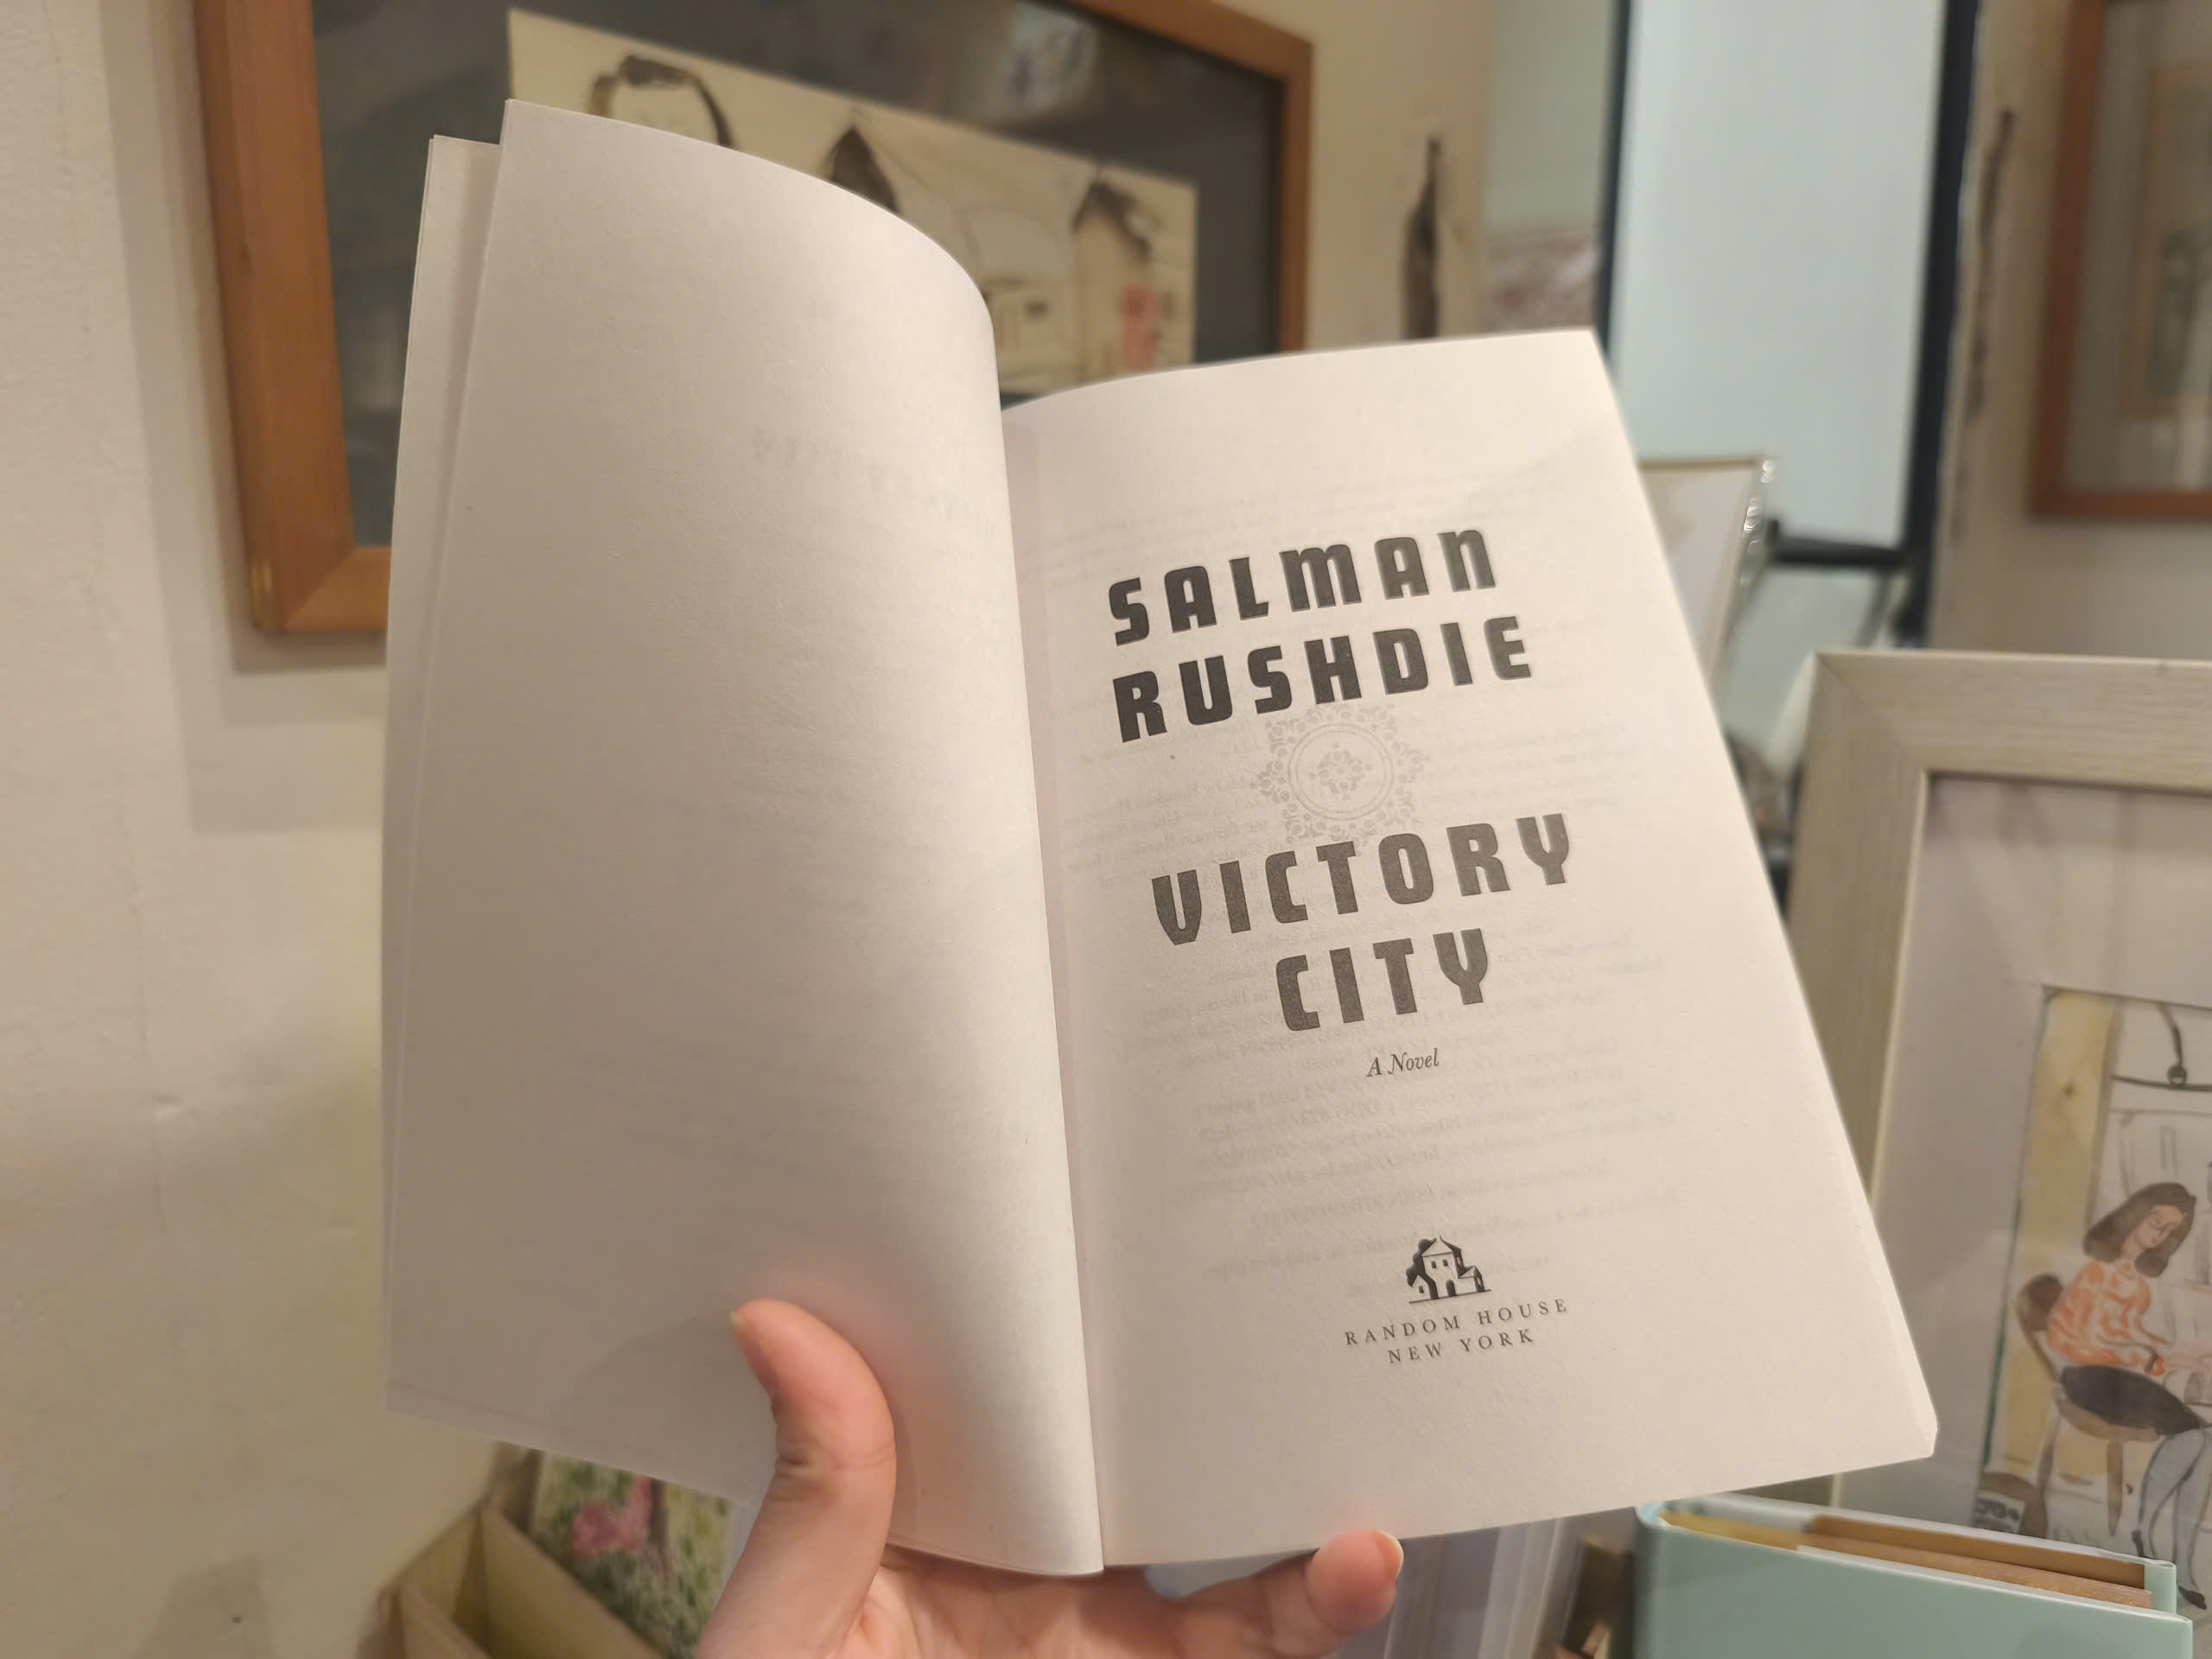 SALMAN
RUSHDIE
VICTORY
CITY
A Novel
RANDOM HOUSE
NEW YORK